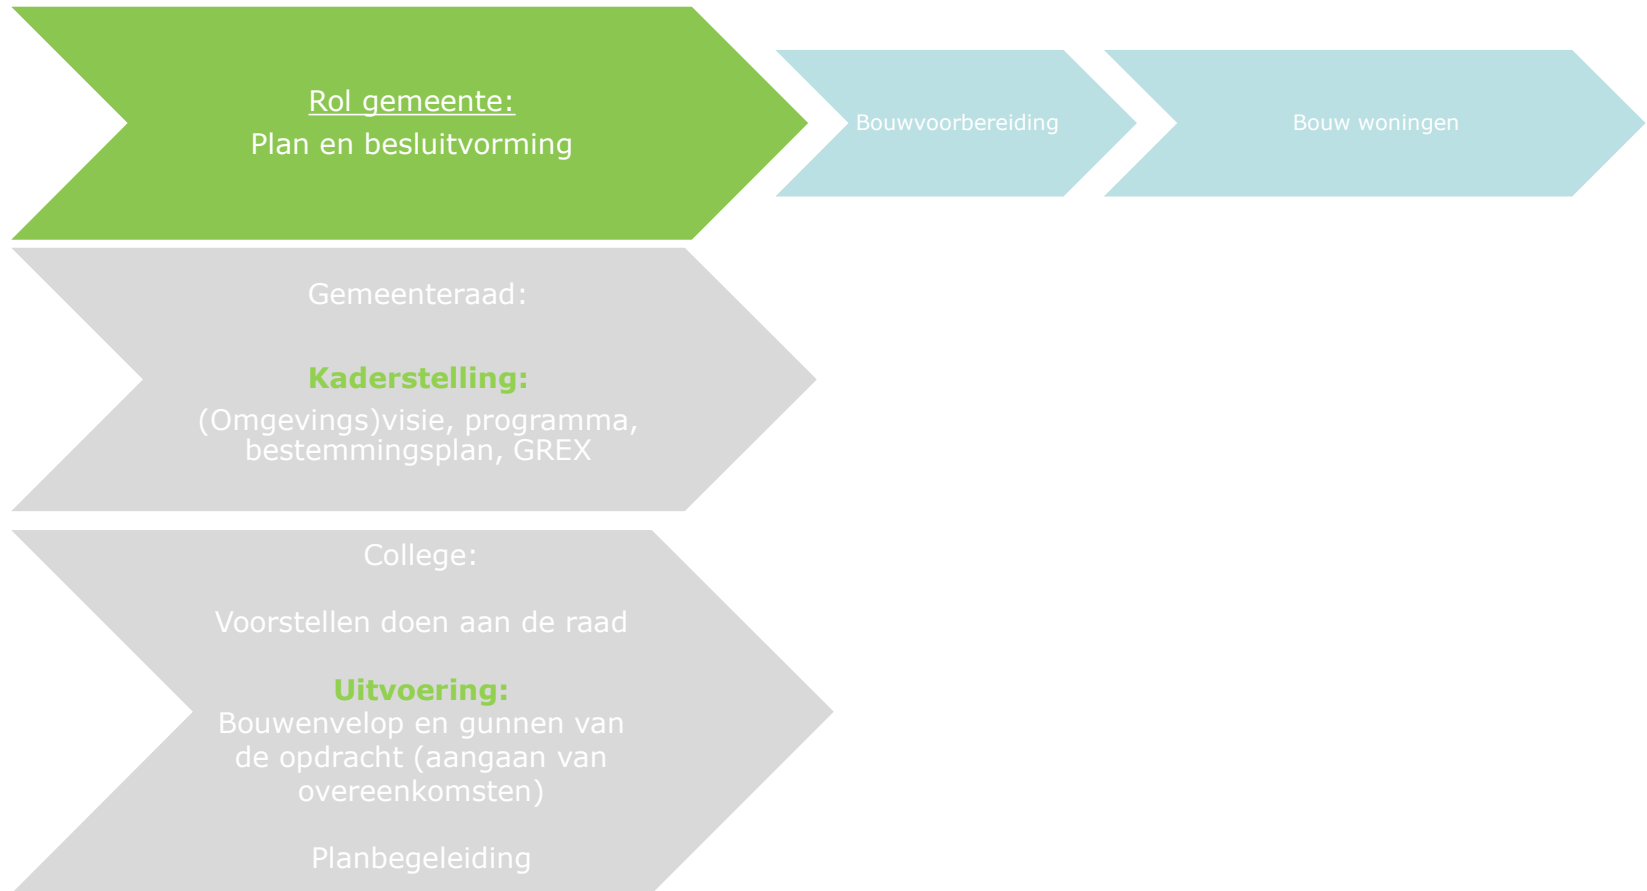 Rol gemeente:
Plan en besluitvorming
Bouwvoorbereiding
Bouw woningen
Gemeenteraad:
Kaderstelling:
(Omgevings)visie, programma,
bestemmingsplan, GREX
College:
Voorstellen doen aan de raad
Uitvoering:
Bouwenvelop en gunnen van
de opdracht (aangaan van
overeenkomsten)
Planbegeleiding